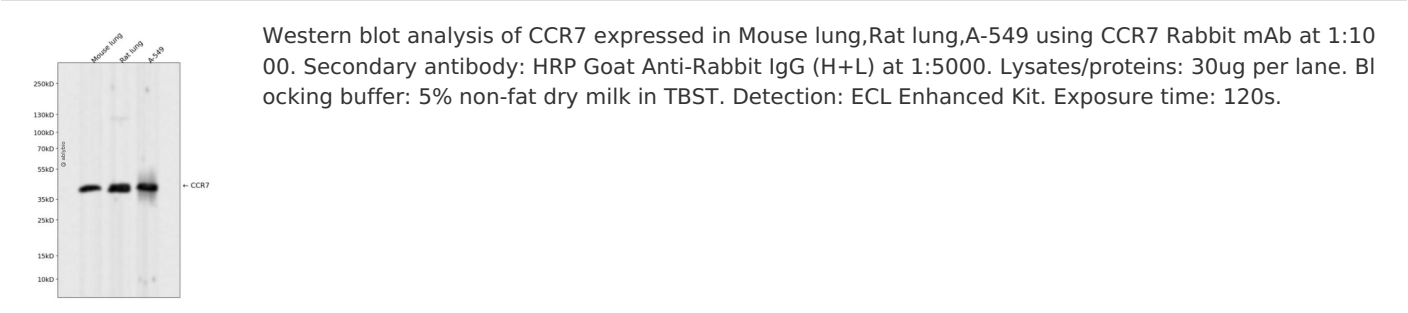 Western blot analysis of CCR7 expressed in Mouse lung,Rat lung,A-549 using CCR7 Rabbit mAb at 1:10
00. Secondary antibody: HRP Goat Anti-Rabbit IgG (H+L) at 1:5000. Lysates/proteins: 30ug per lane. Bl
ocking buffer: 5% non-fat dry milk in TBST. Detection: ECL Enhanced Kit. Exposure time: 120s.
Mouse lung
Rat lung
A-549
250kD
130kD
100kD
70kD
55kD
35kD
25kD
15kD
10kD
← CCR7